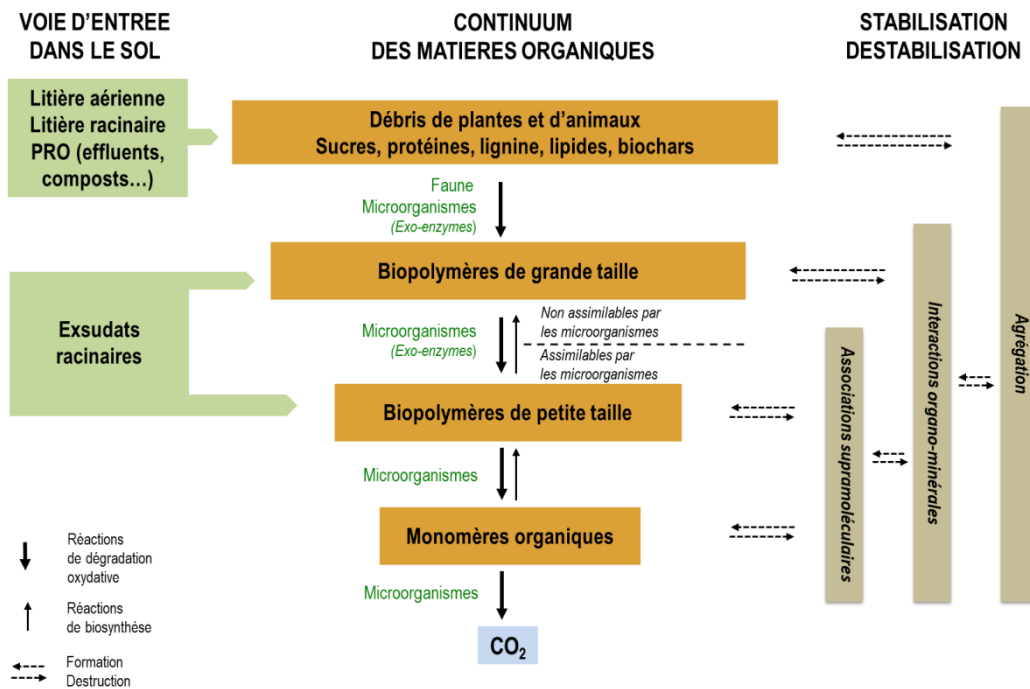 VOIE D'ENTREE
DANS LE SOL
CONTINUUM
DES MATIERES ORGANIQUES
STABILISATION
DESTABILISATION
Litière aérienne
Litière racinaire
PRO (effluents,
composts…)
Débris de plantes et d'animaux
Sucres, protéines, lignine, lipides, biochars
Faune
Microorganismes
(Exo-enzymes)
Biopolymères de grande taille
Exsudats
racinaires
Microorganismes
(Exo-enzymes)
Non assimilables par
les microorganismes
Assimilables par
les microorganismes
Biopolymères de petite taille
Microorganismes
Monomères organiques
Microorganismes
CO₂
Associations supramoléculaires
Interactions organo-minérales
Agrégation
Réactions
de dégradation
oxydative
Réactions
de biosynthèse
Formation
Destruction